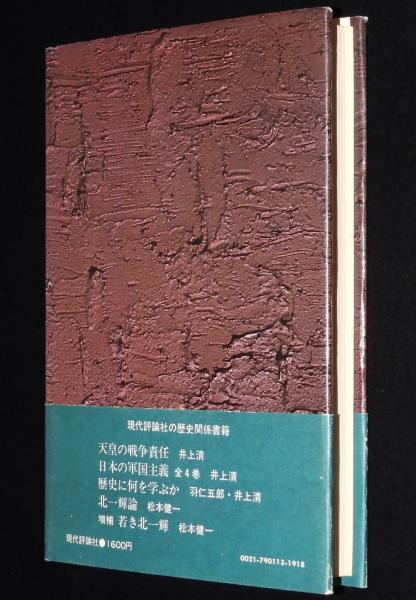 現代評論社の歴史関係書籍
天皇の戦争責任 井上清
日本の軍国主義 全4巻 井上清
歴史に何を学ぶか 羽仁五郎・井上清
北一輝論 松本健一
増補 若き北一輝 松本健一
現代評論社●1600円
0021-790113-1918